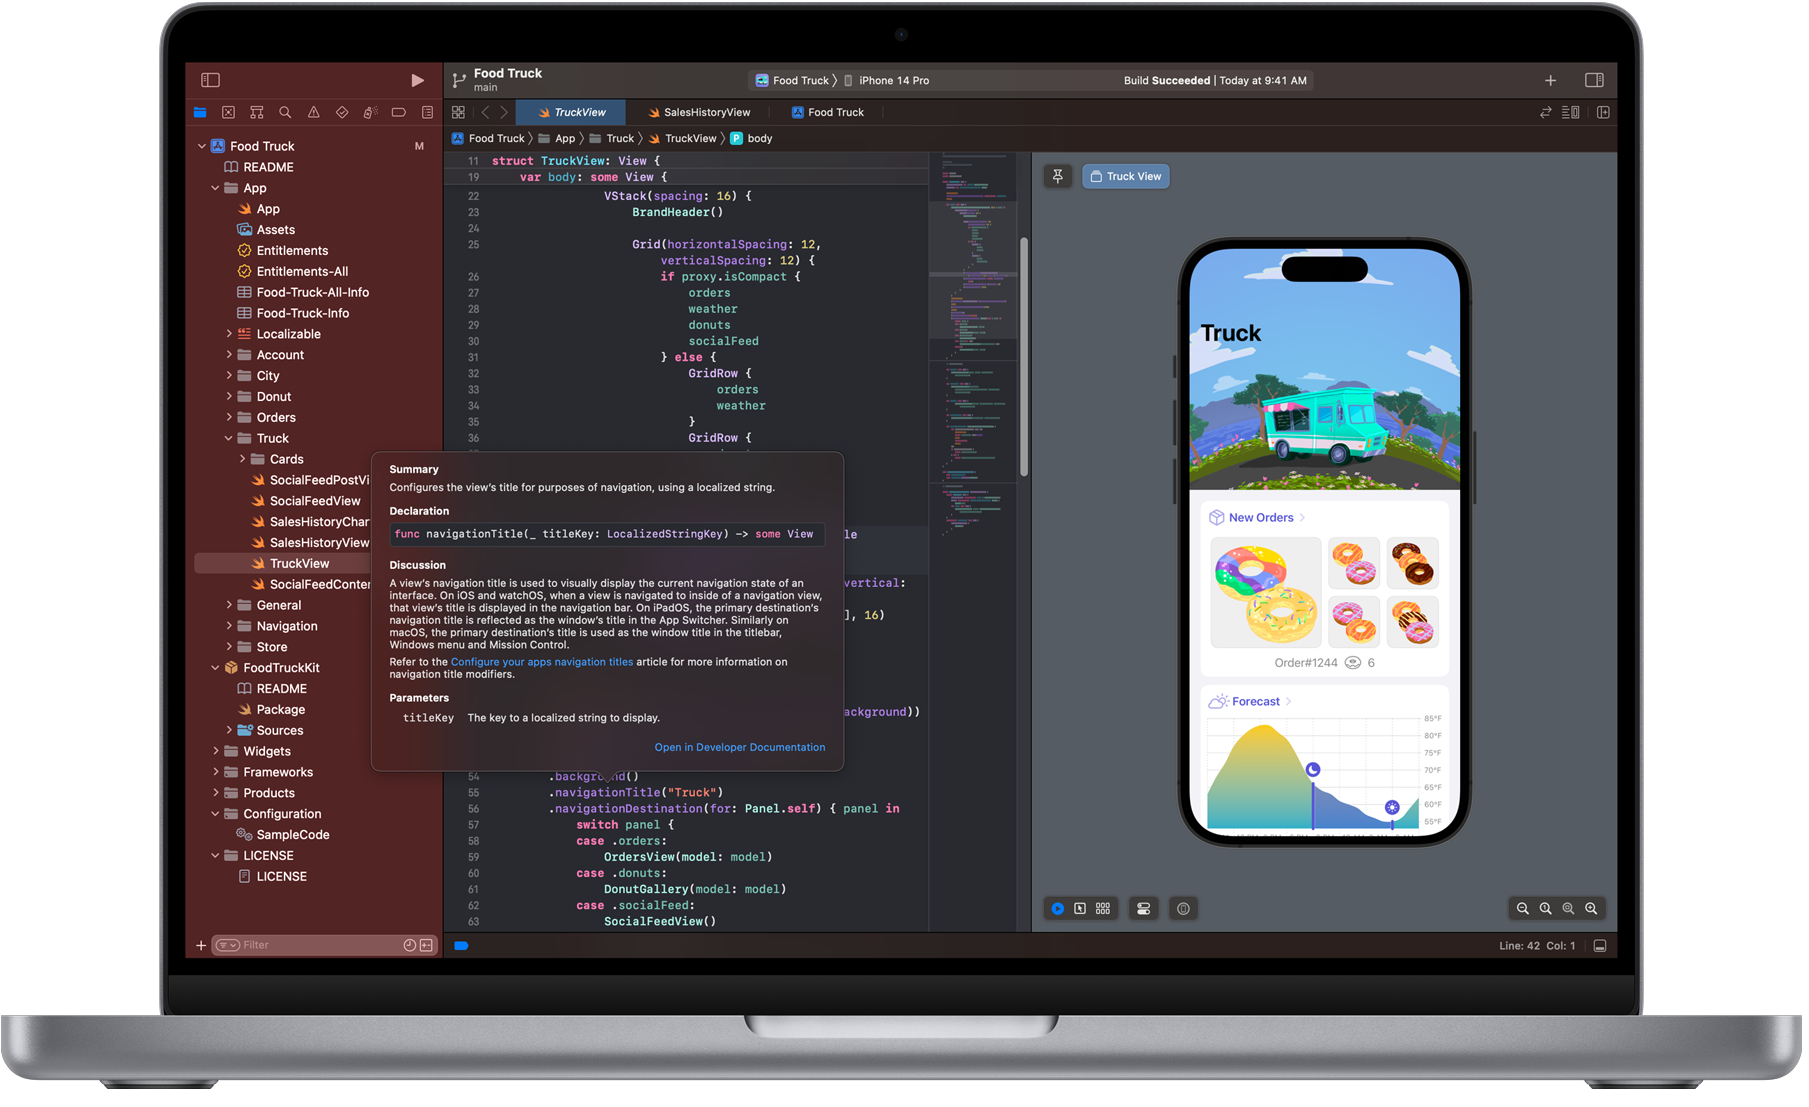 Food Truck
main
Food Truck
iPhone 14 Pro
Build Succeeded | Today at 9:41 AM
TruckView
SalesHistoryView
Food Truck
Food Truck
App
Truck
TruckView
P
body
Food Truck
M
README
App
App
Assets
Entitlements
Entitlements-All
Food-Truck-All-Info
Food-Truck-Info
Localizable
Account
City
Donut
Orders
Truck
Cards
SocialFeedPostVi
SocialFeedView
SalesHistoryChar
SalesHistoryView
TruckView
SocialFeedConten
General
Navigation
Store
FoodTruckKit
README
Package
Sources
Widgets
Frameworks
Products
Configuration
SampleCode
LICENSE
LICENSE
Filter
11 struct TruckView: View {
19 var body: some View {
22 VStack(spacing: 16) {
23 BrandHeader()
24
25 Grid(horizontalSpacing: 12,
verticalSpacing: 12) {
26 if proxy.isCompact {
27 orders
28 weather
29 donuts
30 socialFeed
31 } else {
32 GridRow {
33 orders
34 weather
35 }
36 GridRow {
le
vertical:
], 16)
ackground))
Summary
Configures the view's title for purposes of navigation, using a localized string.
Declaration
func navigationTitle(_ titleKey: LocalizedStringKey) -> some View
Discussion
A view's navigation title is used to visually display the current navigation state of an
interface. On iOS and watchOS, when a view is navigated to inside of a navigation view,
that view's title is displayed in the navigation bar. On iPadOS, the primary destination's
navigation title is reflected as the window's title in the App Switcher. Similarly on
macOS, the primary destination's title is used as the window title in the titlebar,
Windows menu and Mission Control.
Refer to the Configure your apps navigation titles article for more information on
navigation title modifiers.
Parameters
titleKey The key to a localized string to display.
Open in Developer Documentation
54 .background()
55 .navigationTitle("Truck")
56 .navigationDestination(for: Panel.self) { panel in
57 switch panel {
58 case .orders:
59 OrdersView(model: model)
60 case .donuts:
61 DonutGallery(model: model)
62 case .socialFeed:
63 SocialFeedView()
Truck View
Truck
New Orders
Order#1244 6
Forecast
85°F
80°F
75°F
70°F
65°F
60°F
55°F
Line: 42 Col: 1